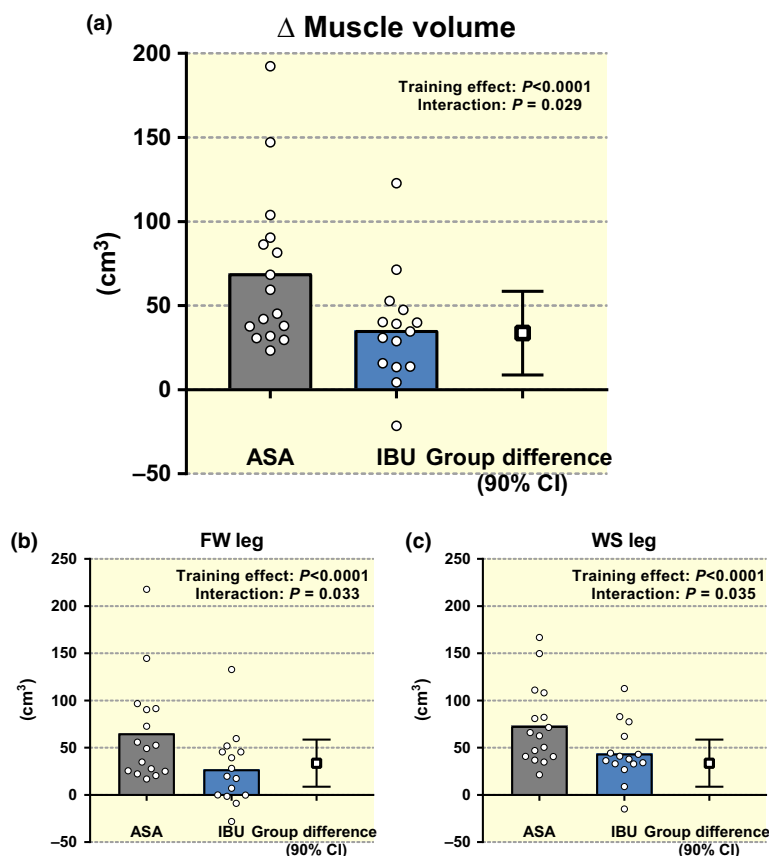 (a)
Δ Muscle volume
200
Training effect: P<0.0001
Interaction: P = 0.029
150
100
(cm³)
50
0
ASA IBU Group difference
–50
(90% CI)
(b)
FW leg
250
Training effect: P<0.0001
Interaction: P = 0.033
200
150
(cm³)
100
50
0
ASA IBU Group difference
–50
(90% CI)
(c)
WS leg
250
Training effect: P<0.0001
Interaction: P = 0.035
200
150
(cm³)
100
50
0
ASA IBU Group difference
–50
(90% CI)